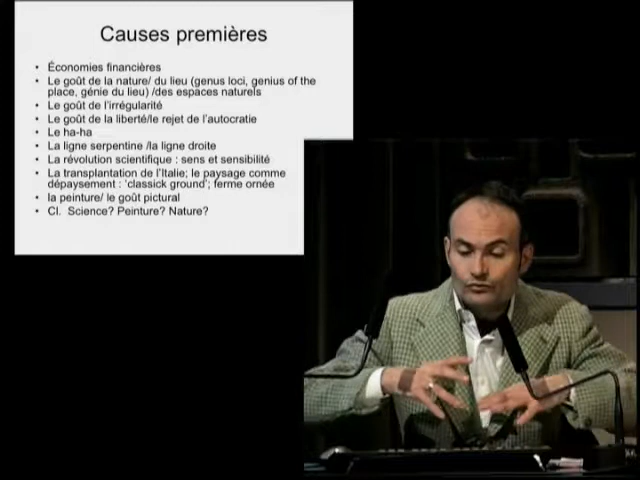 Causes premières
• Économies financières
• Le goût de la nature/ du lieu (genus loci, genius of the
place, génie du lieu) /des espaces naturels
• Le goût de l'irrégularité
• Le goût de la liberté/le rejet de l'autocratie
• Le ha-ha
• La ligne serpentine /la ligne droite
• La révolution scientifique : sens et sensibilité
• La transplantation de l'Italie; le paysage comme
dépaysement : 'classick ground'; ferme ornée
• la peinture/ le goût pictural
• Cl. Science? Peinture? Nature?